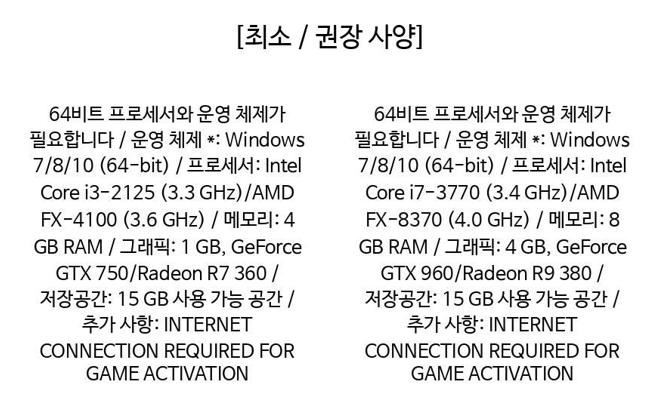 [최소 / 권장 사양]
64비트 프로세서와 운영 체제가
필요합니다 / 운영 체제 *: Windows
7/8/10 (64-bit) / 프로세서: Intel
Core i3-2125 (3.3 GHz)/AMD
FX-4100 (3.6 GHz) / 메모리: 4
GB RAM / 그래픽: 1 GB, GeForce
GTX 750/Radeon R7 360 /
저장공간: 15 GB 사용 가능 공간 /
추가 사항: INTERNET
CONNECTION REQUIRED FOR
GAME ACTIVATION
64비트 프로세서와 운영 체제가
필요합니다 / 운영 체제 *: Windows
7/8/10 (64-bit) / 프로세서: Intel
Core i7-3770 (3.4 GHz)/AMD
FX-8370 (4.0 GHz) / 메모리: 8
GB RAM / 그래픽: 4 GB, GeForce
GTX 960/Radeon R9 380 /
저장공간: 15 GB 사용 가능 공간 /
추가 사항: INTERNET
CONNECTION REQUIRED FOR
GAME ACTIVATION